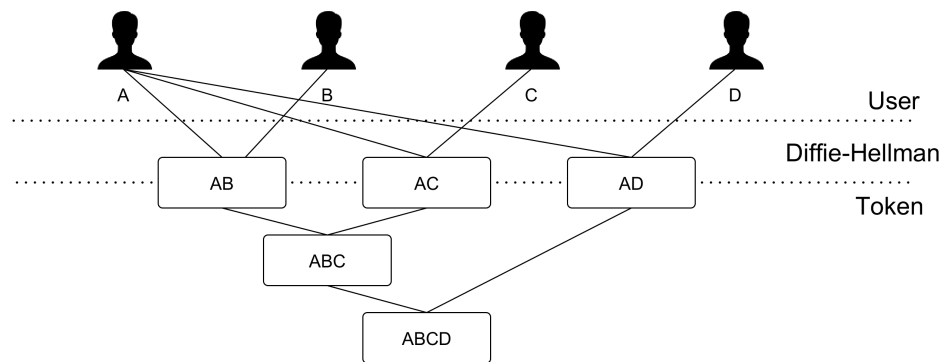 A
B
C
D
User
Diffie-Hellman
AB
AC
AD
Token
ABC
ABCD